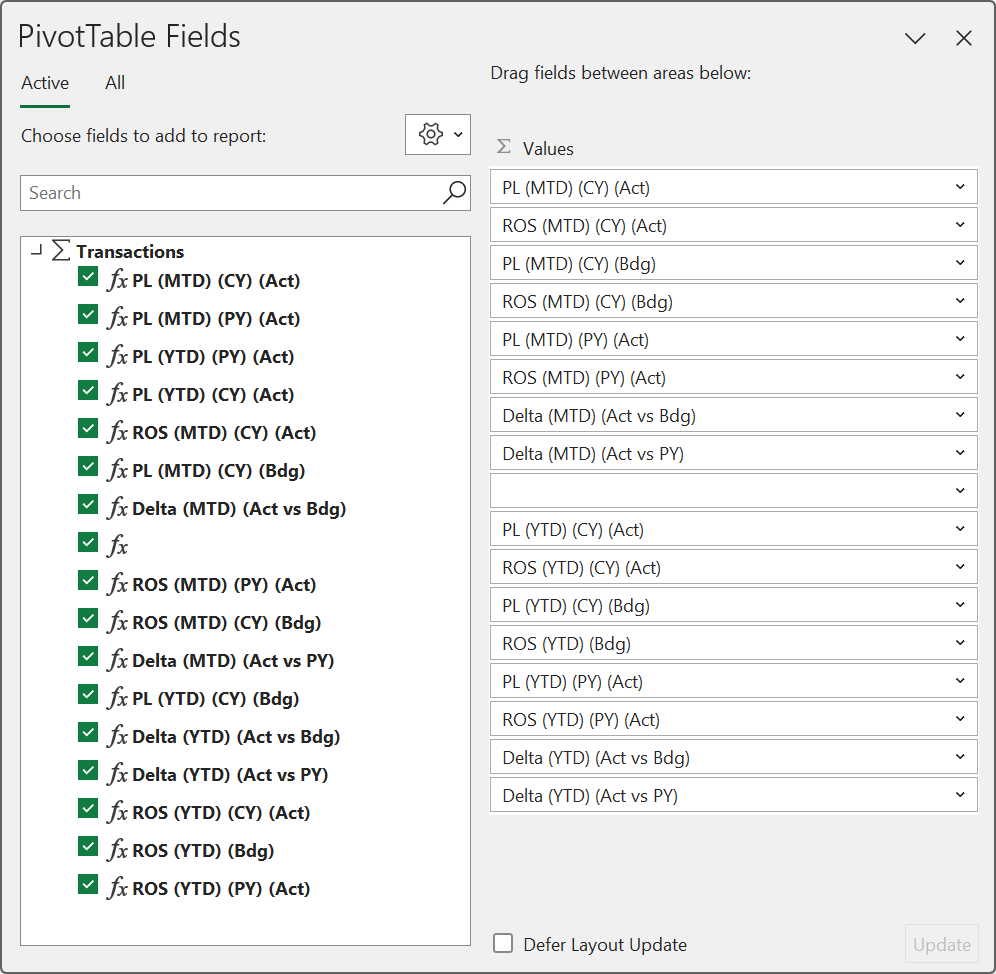 PivotTable Fields
Active All
Choose fields to add to report:
Search
Transactions
fx PL (MTD) (CY) (Act)
fx PL (MTD) (PY) (Act)
fx PL (YTD) (PY) (Act)
fx PL (YTD) (CY) (Act)
fx ROS (MTD) (CY) (Act)
fx PL (MTD) (CY) (Bdg)
fx Delta (MTD) (Act vs Bdg)
fx
fx ROS (MTD) (PY) (Act)
fx ROS (MTD) (CY) (Bdg)
fx Delta (MTD) (Act vs PY)
fx PL (YTD) (CY) (Bdg)
fx Delta (YTD) (Act vs Bdg)
fx Delta (YTD) (Act vs PY)
fx ROS (YTD) (CY) (Act)
fx ROS (YTD) (Bdg)
fx ROS (YTD) (PY) (Act)
Drag fields between areas below:
Σ Values
PL (MTD) (CY) (Act)
ROS (MTD) (CY) (Act)
PL (MTD) (CY) (Bdg)
ROS (MTD) (CY) (Bdg)
PL (MTD) (PY) (Act)
ROS (MTD) (PY) (Act)
Delta (MTD) (Act vs Bdg)
Delta (MTD) (Act vs PY)
PL (YTD) (CY) (Act)
ROS (YTD) (CY) (Act)
PL (YTD) (CY) (Bdg)
ROS (YTD) (Bdg)
PL (YTD) (PY) (Act)
ROS (YTD) (PY) (Act)
Delta (YTD) (Act vs Bdg)
Delta (YTD) (Act vs PY)
Defer Layout Update
Update